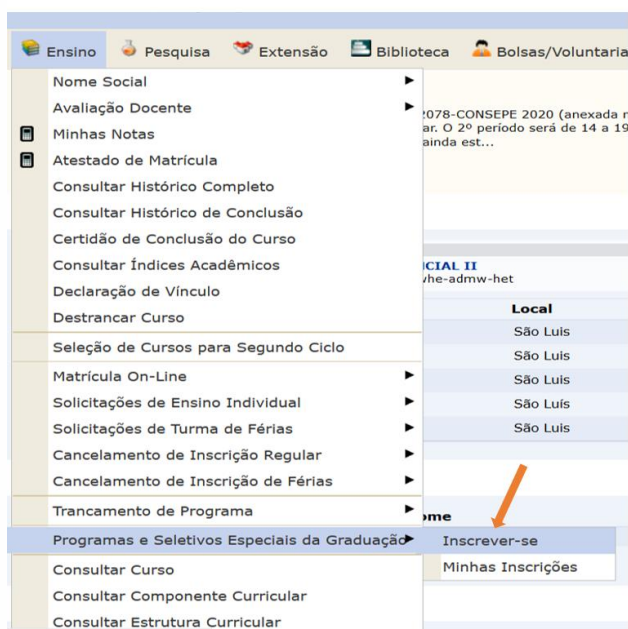 Ensino Pesquisa Extensão Biblioteca Bolsas/Voluntaria
Nome Social
Avaliação Docente
Minhas Notas
Atestado de Matrícula
Consultar Histórico Completo
Consultar Histórico de Conclusão
Certidão de Conclusão do Curso
Consultar Índices Acadêmicos
Declaração de Vínculo
Destrancar Curso
Seleção de Cursos para Segundo Ciclo
Matrícula On-Line
Solicitações de Ensino Individual
Solicitações de Turma de Férias
Cancelamento de Inscrição Regular
Cancelamento de Inscrição de Férias
Trancamento de Programa
Programas e Seletivos Especiais da Graduação
Consultar Curso
Consultar Componente Curricular
Consultar Estrutura Curricular
2078-CONSEPE 2020 (anexada
ar. O 2º período será de 14 a 19
ainda est...
CIAL II
vhe-admw-het
Local
São Luis
São Luis
São Luis
São Luís
São Luis
ome
Inscrever-se
Minhas Inscrições